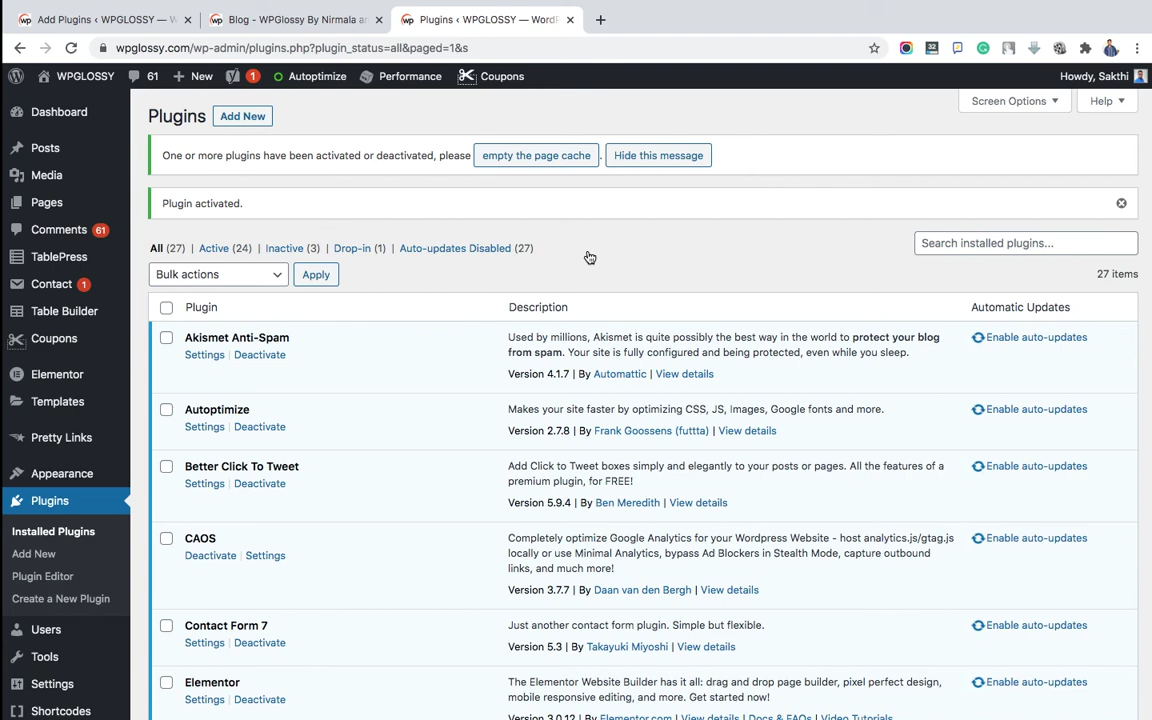 Add Plugins ‹ WPGLOSSY — W
Blog - WPGlossy By Nirmala an
Plugins ‹ WPGLOSSY — WordP
wpglossy.com/wp-admin/plugins.php?plugin_status=all&paged=1&s
WPGLOSSY 61 New 1 Autoptimize Performance Coupons Howdy, Sakthi
Dashboard
Posts
Media
Pages
Comments 61
TablePress
Contact 1
Table Builder
Coupons
Elementor
Templates
Pretty Links
Appearance
Plugins
Installed Plugins
Add New
Plugin Editor
Create a New Plugin
Users
Tools
Settings
Shortcodes
Screen Options ▼ Help ▼
Plugins Add New
One or more plugins have been activated or deactivated, please empty the page cache . Hide this message
Plugin activated.
All (27) | Active (24) | Inactive (3) | Drop-in (1) | Auto-updates Disabled (27)
Search installed plugins...
Bulk actions Apply
27 items
Plugin Description Automatic Updates
Akismet Anti-Spam
Settings | Deactivate
Used by millions, Akismet is quite possibly the best way in the world to protect your blog
from spam. Your site is fully configured and being protected, even while you sleep.
Version 4.1.7 | By Automattic | View details
Enable auto-updates
Autoptimize
Settings | Deactivate
Makes your site faster by optimizing CSS, JS, Images, Google fonts and more.
Version 2.7.8 | By Frank Goossens (futtta) | View details
Enable auto-updates
Better Click To Tweet
Settings | Deactivate
Add Click to Tweet boxes simply and elegantly to your posts or pages. All the features of a
premium plugin, for FREE!
Version 5.9.4 | By Ben Meredith | View details
Enable auto-updates
CAOS
Deactivate | Settings
Completely optimize Google Analytics for your Wordpress Website - host analytics.js/gtag.js
locally or use Minimal Analytics, bypass Ad Blockers in Stealth Mode, capture outbound
links, and much more!
Version 3.7.7 | By Daan van den Bergh | View details
Enable auto-updates
Contact Form 7
Settings | Deactivate
Just another contact form plugin. Simple but flexible.
Version 5.3 | By Takayuki Miyoshi | View details
Enable auto-updates
Elementor
Settings | Deactivate
The Elementor Website Builder has it all: drag and drop page builder, pixel perfect design,
mobile responsive editing, and more. Get started now!
Version 3.0.12 | By Elementor.com | View details | Docs & FAQs | Video Tutorials
Enable auto-updates